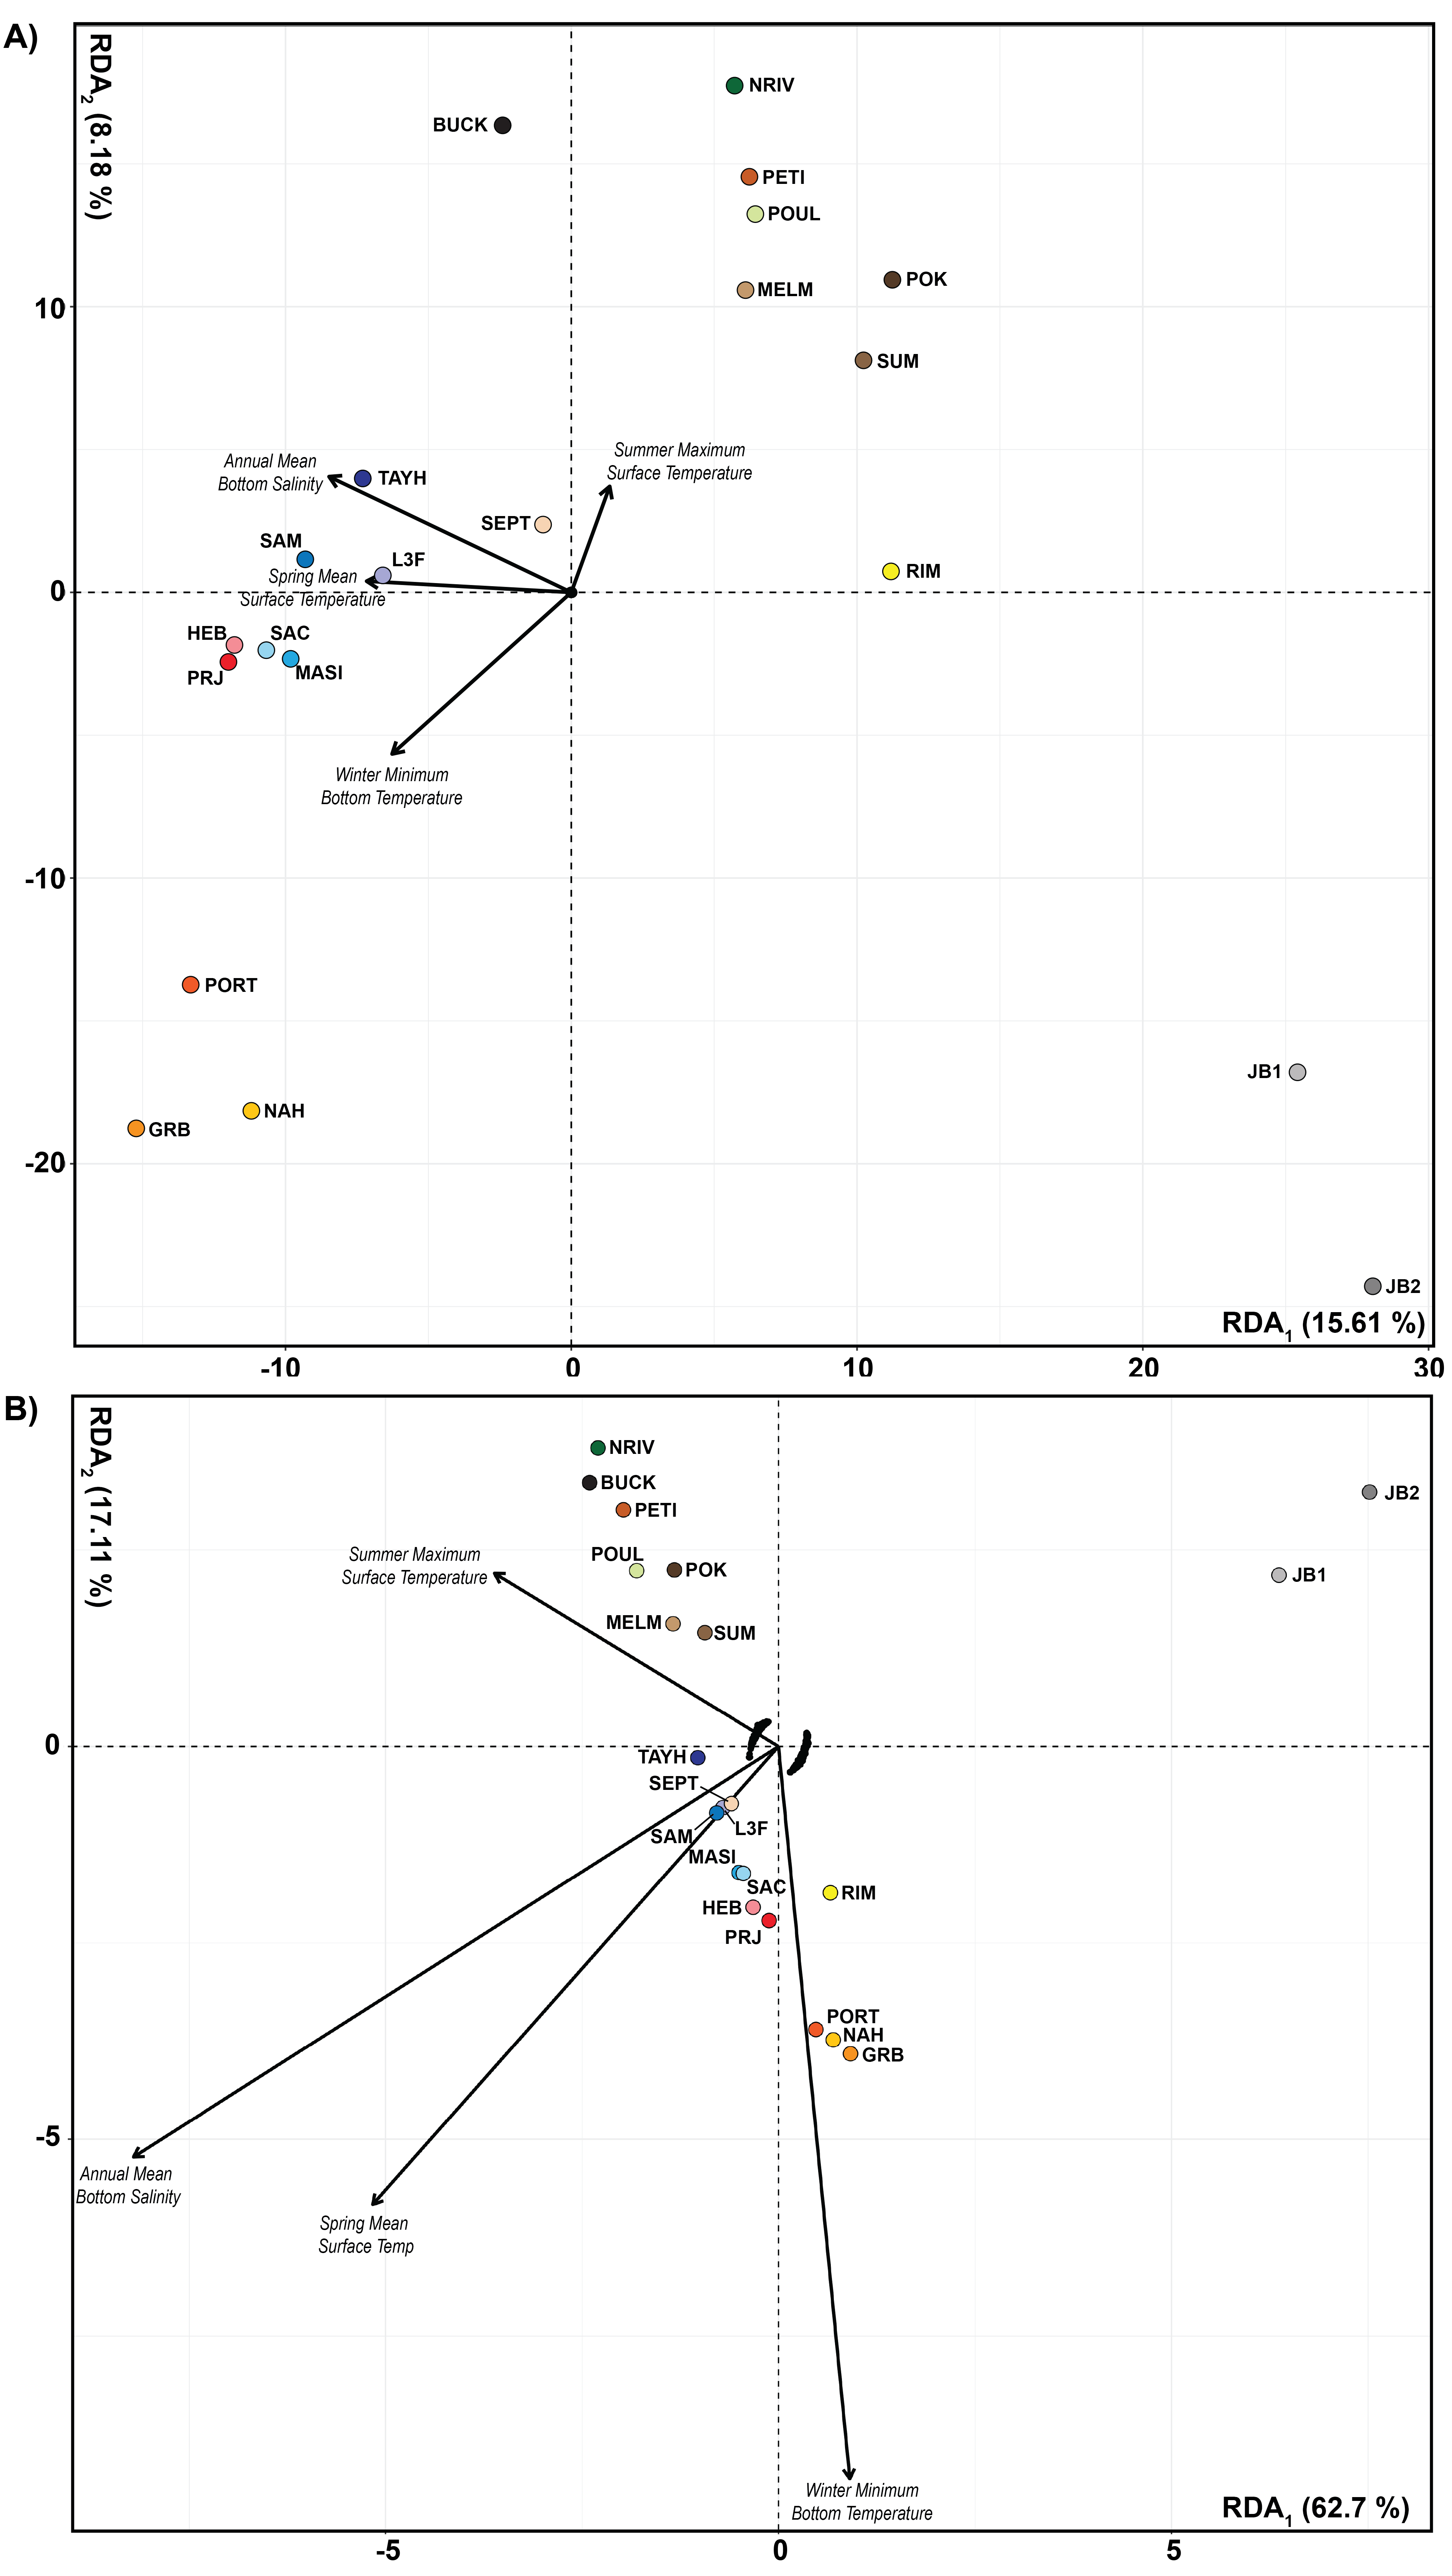 A)
RDA2 (8.18 %)
NRIV
BUCK
PETI
POUL
POK
MELM
10
SUM
Summer Maximum
Surface Temperature
Annual Mean
Bottom Salinity
TAYH
SEPT
SAM
L3F
Spring Mean
Surface Temperature
RIM
0
HEB
SAC
PRJ
MASI
Winter Minimum
Bottom Temperature
-10
PORT
JB1
NAH
GRB
-20
JB2
RDA1 (15.61 %)
-10
0
10
20
30
B)
RDA2 (17.11 %)
NRIV
BUCK
JB2
PETI
Summer Maximum
Surface Temperature
POUL
POK
JB1
MELM
SUM
0
TAYH
SEPT
L3F
SAM
MASI
SAC
RIM
HEB
PRJ
PORT
NAH
GRB
-5
Annual Mean
Bottom Salinity
Spring Mean
Surface Temp
Winter Minimum
Bottom Temperature
RDA1 (62.7 %)
-5
0
5